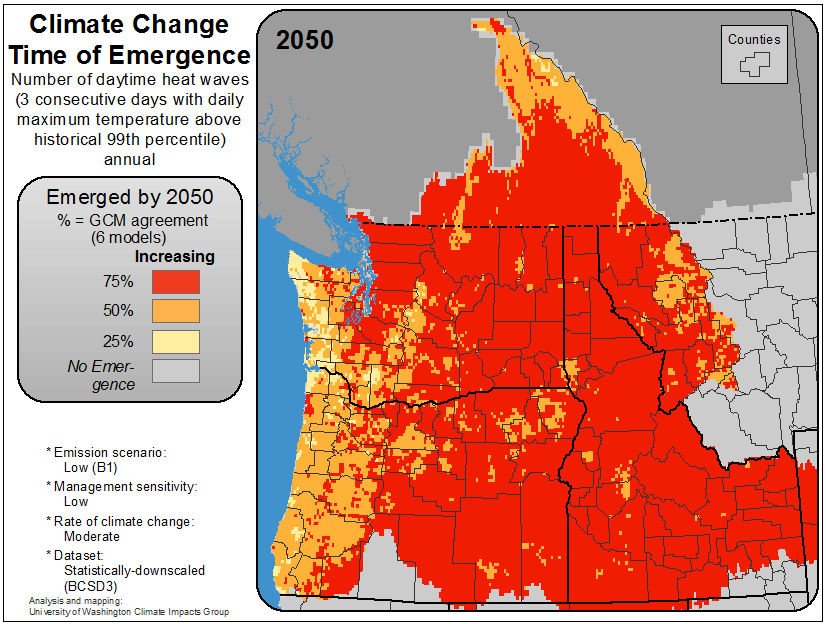 Climate Change
Time of Emergence
Number of daytime heat waves
(3 consecutive days with daily
maximum temperature above
historical 99th percentile)
annual
Emerged by 2050
% = GCM agreement
(6 models)
Increasing
75%
50%
25%
No Emer-
gence
* Emission scenario:
Low (B1)
* Management sensitivity:
Low
* Rate of climate change:
Moderate
* Dataset:
Statistically-downscaled
(BCSD3)
Analysis and mapping:
University of Washington Climate Impacts Group
2050
Counties